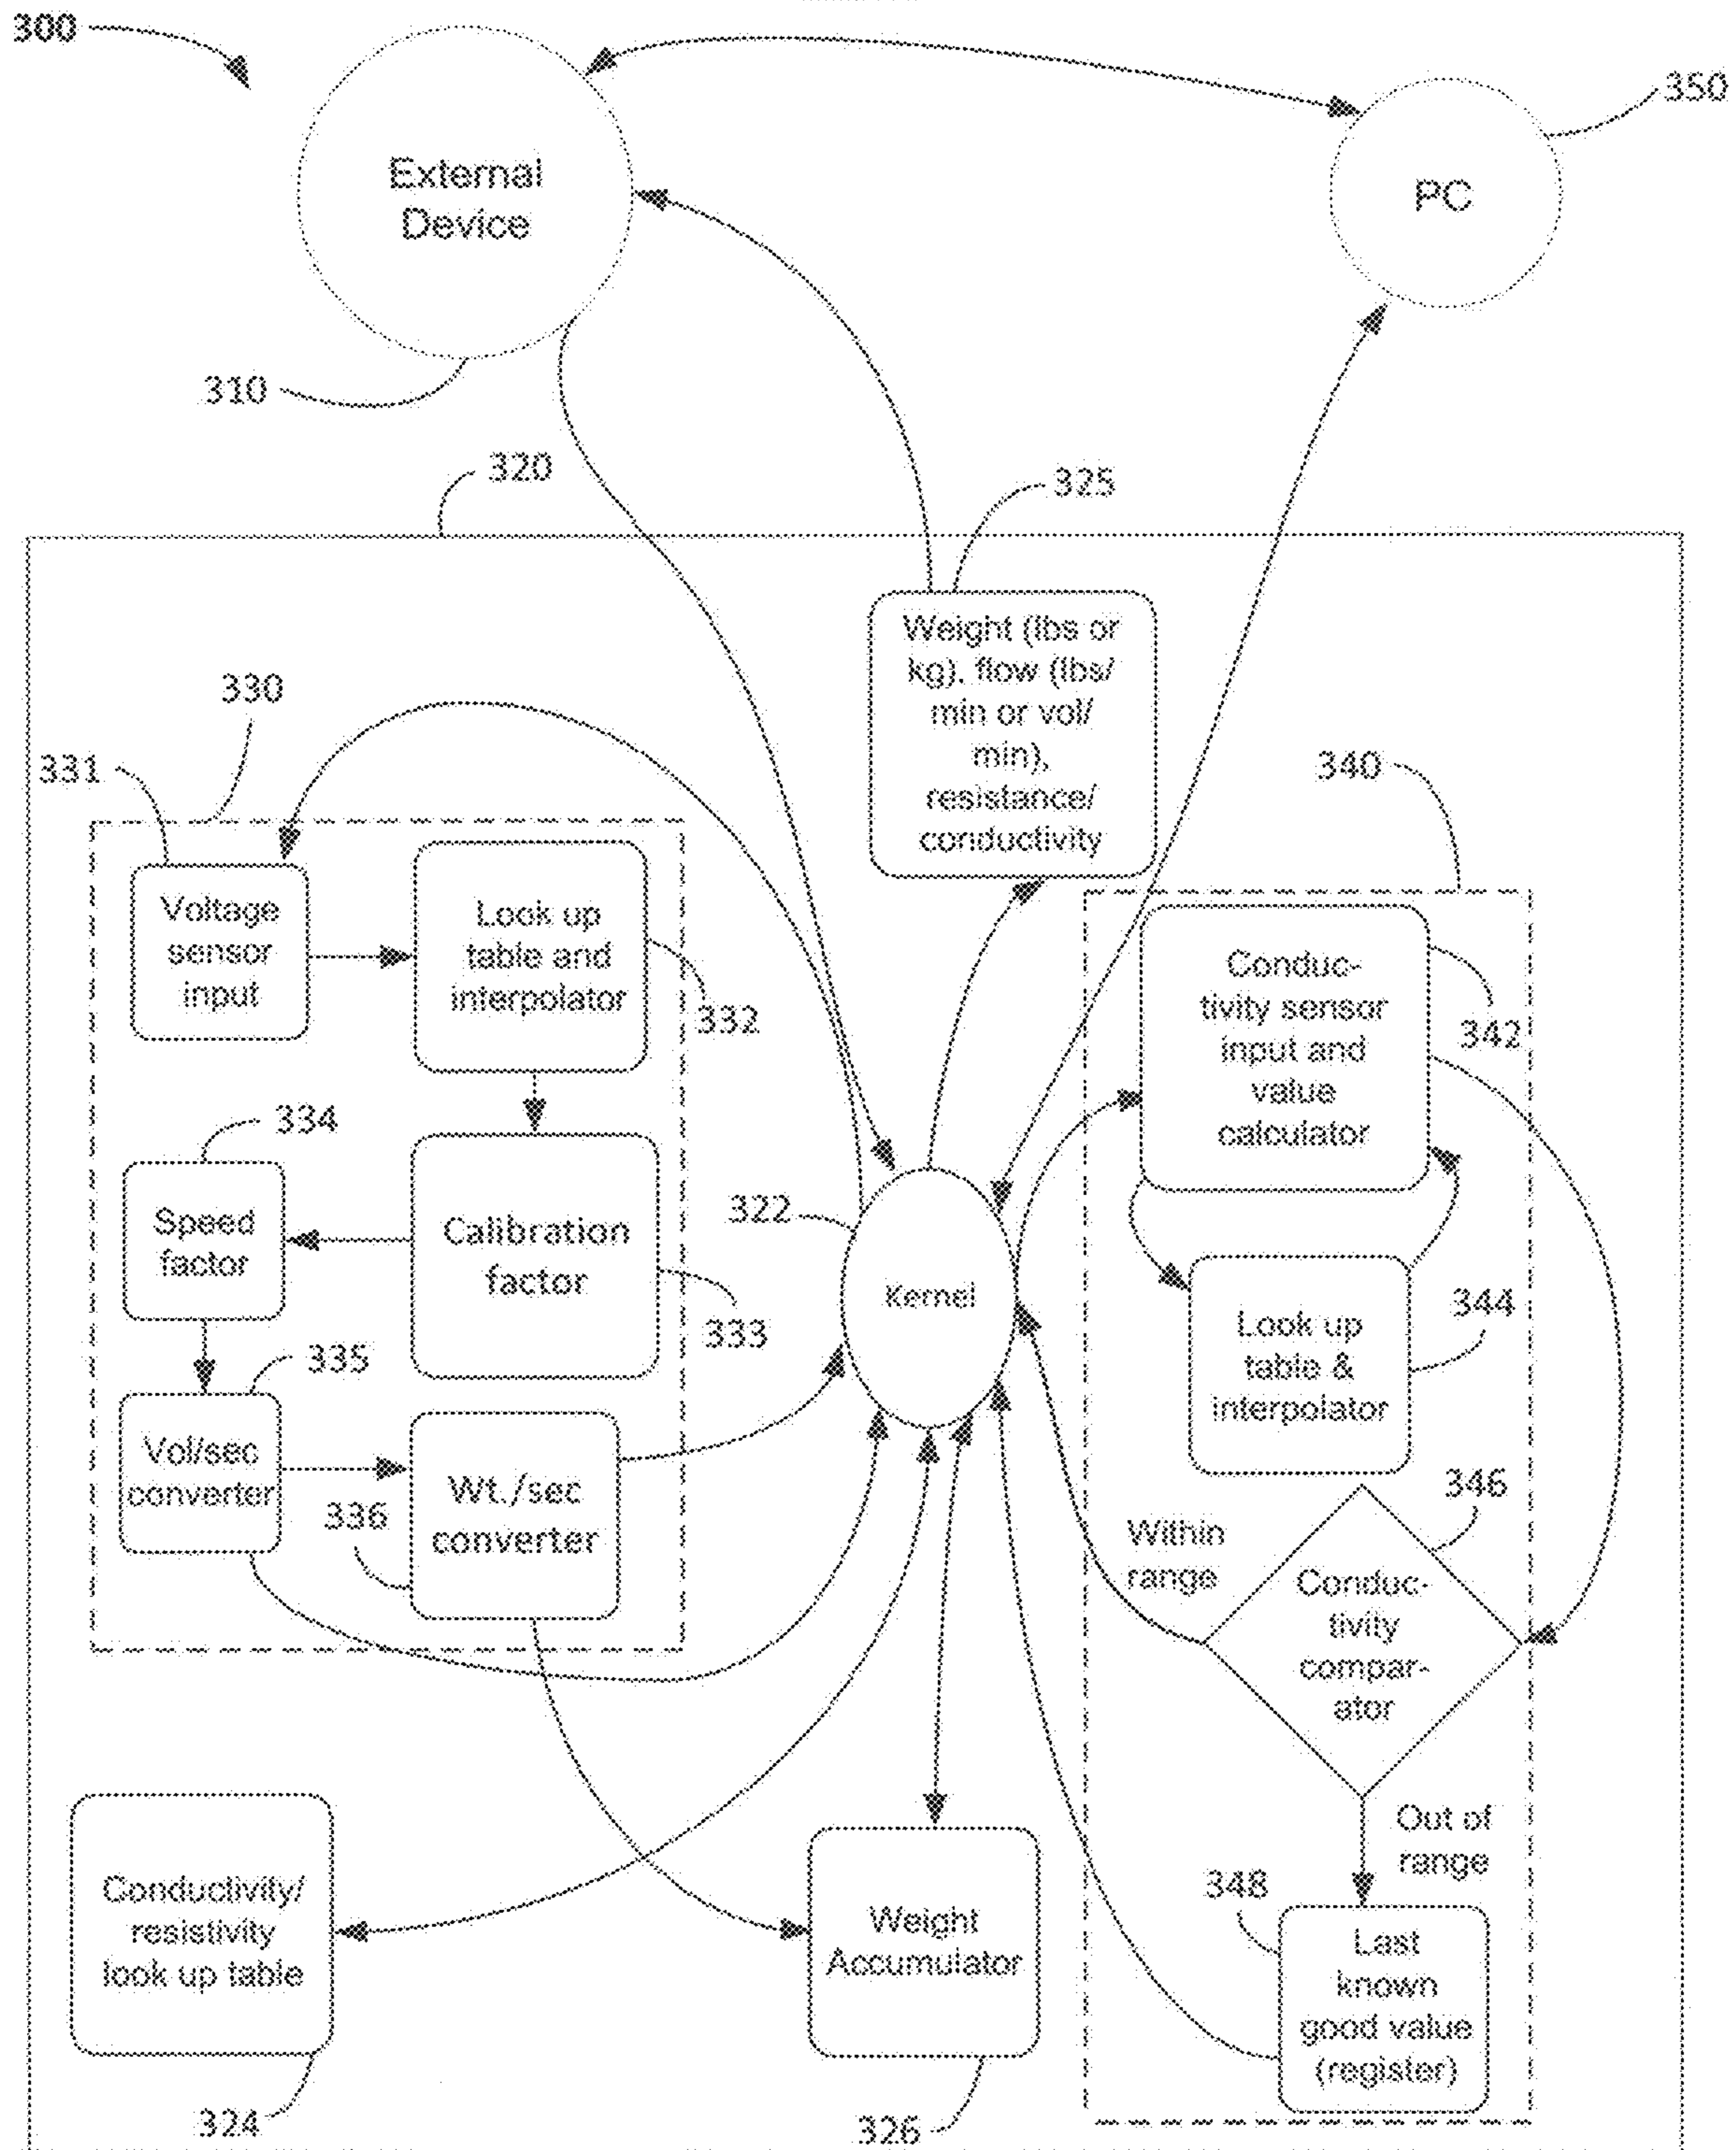 300
350
External
Device
PC
310
320
325
Weight (lbs or
kg), flow (lbs/
min or vol/
min),
resistance/
conductivity
330
331
340
Voltage
sensor
input
Look up
table and
interpolator
332
Conduc-
tivity sensor
input and
value
calculator
342
334
Speed
factor
Calibration
factor
333
322
Kernel
344
Look up
table &
interpolator
335
Vol/sec
converter
336
Wt./sec
converter
346
Within
range
Conduc-
tivity
compar-
ator
Out of
range
348
Last
known
good value
(register)
Conductivity/
resistivity
look up table
324
Weight
Accumulator
326